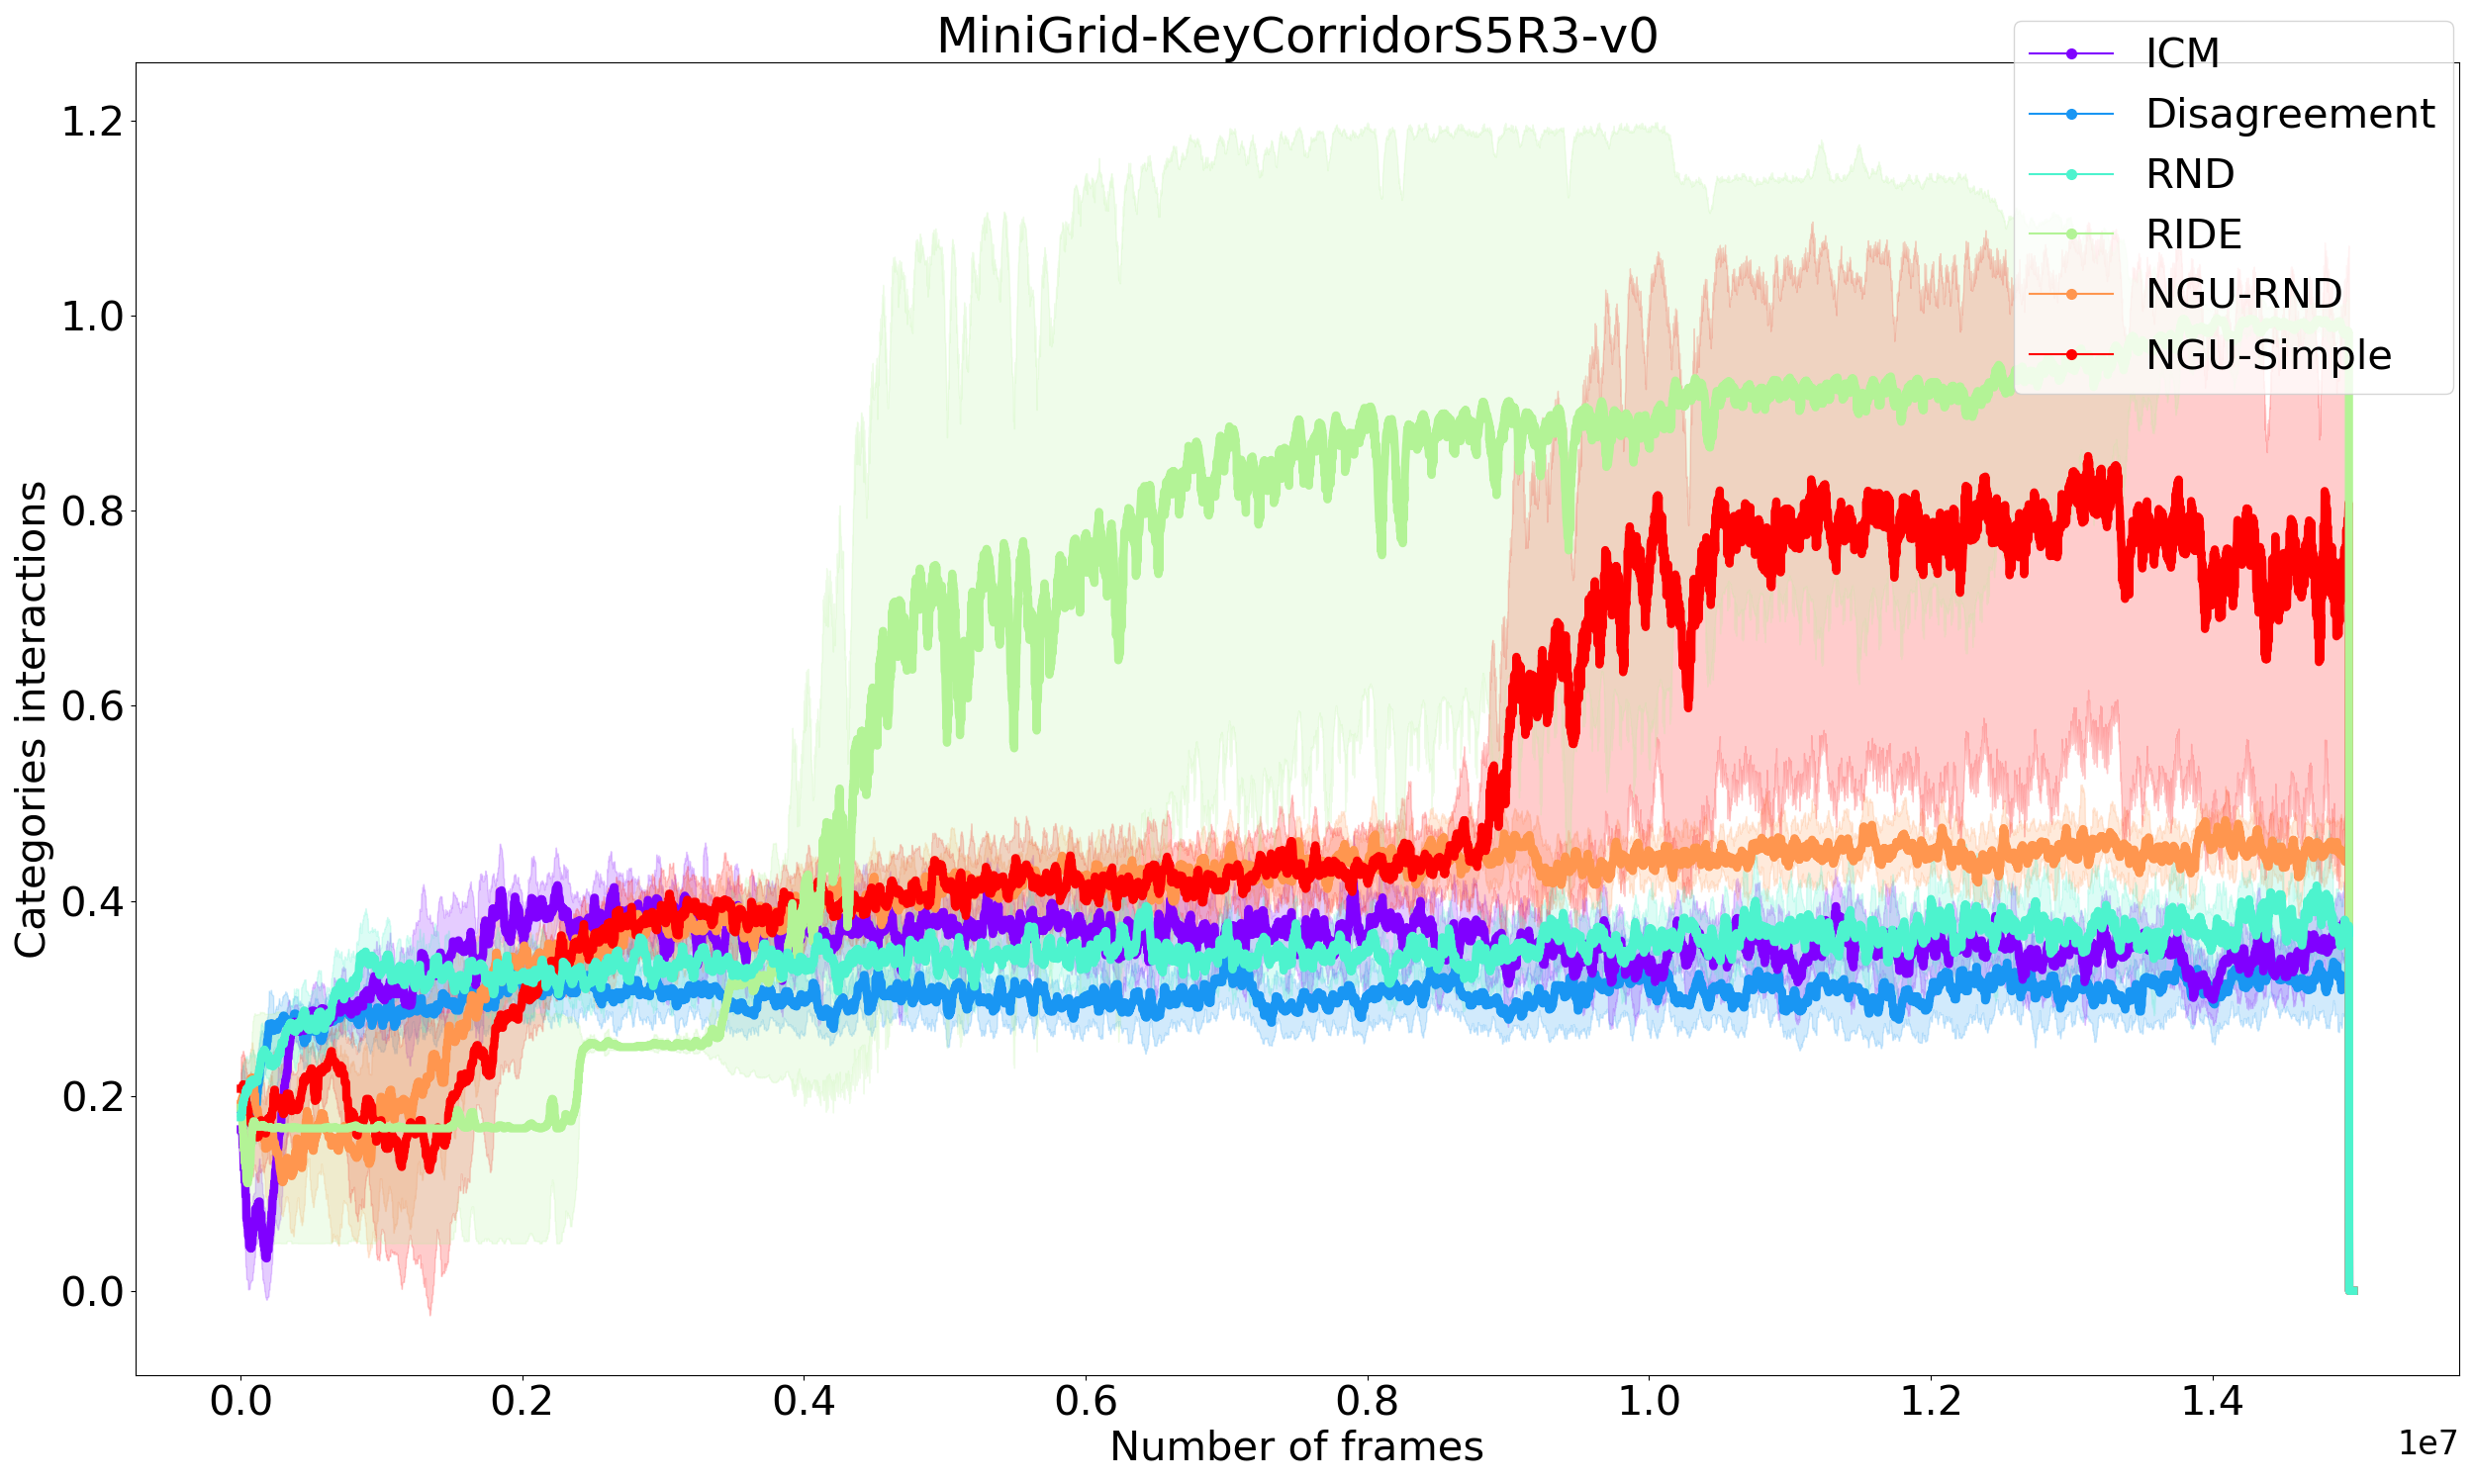 MiniGrid-KeyCorridorS5R3-v0
ICM
Disagreement
RND
RIDE
NGU-RND
NGU-Simple
Categories interactions
1.2
1.0
0.8
0.6
0.4
0.2
0.0
0.0 0.2 0.4 0.6 0.8 1.0 1.2 1.4
1e7
Number of frames